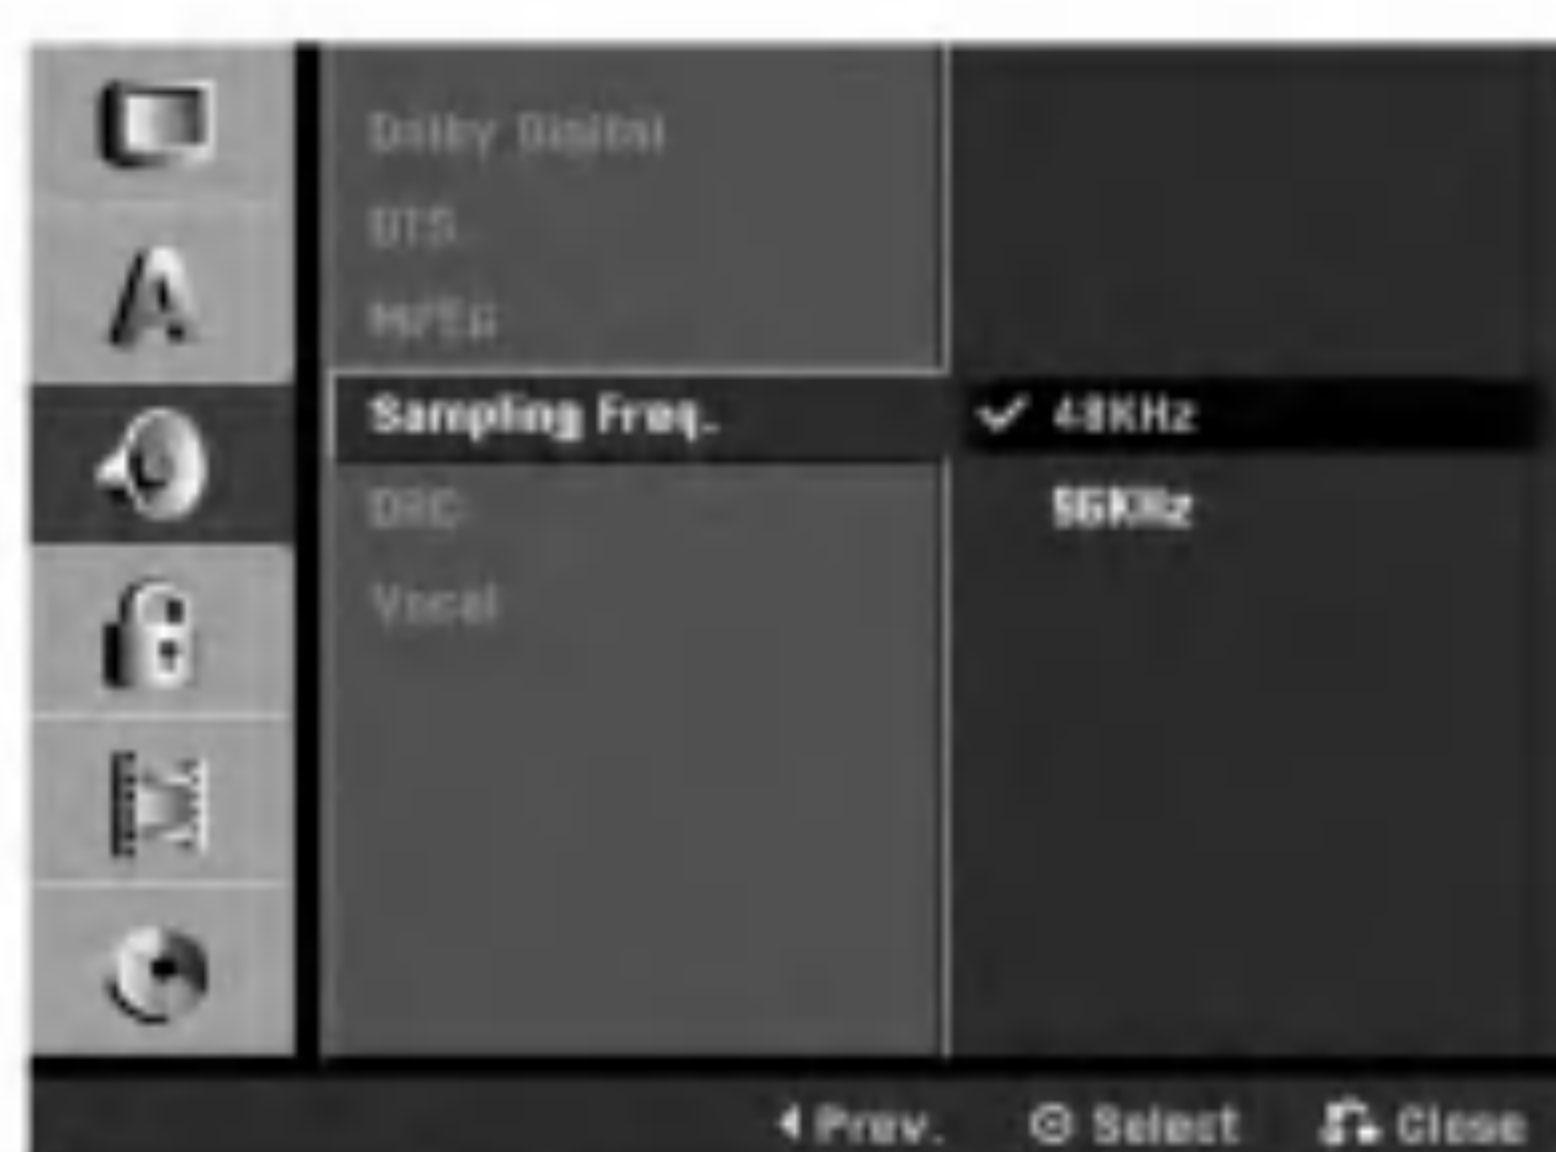 Dolby Digital
DTS
MPEG
Sampling Freq. 48KHz
96KHz
DRC
Vocal
Prev. Select Close